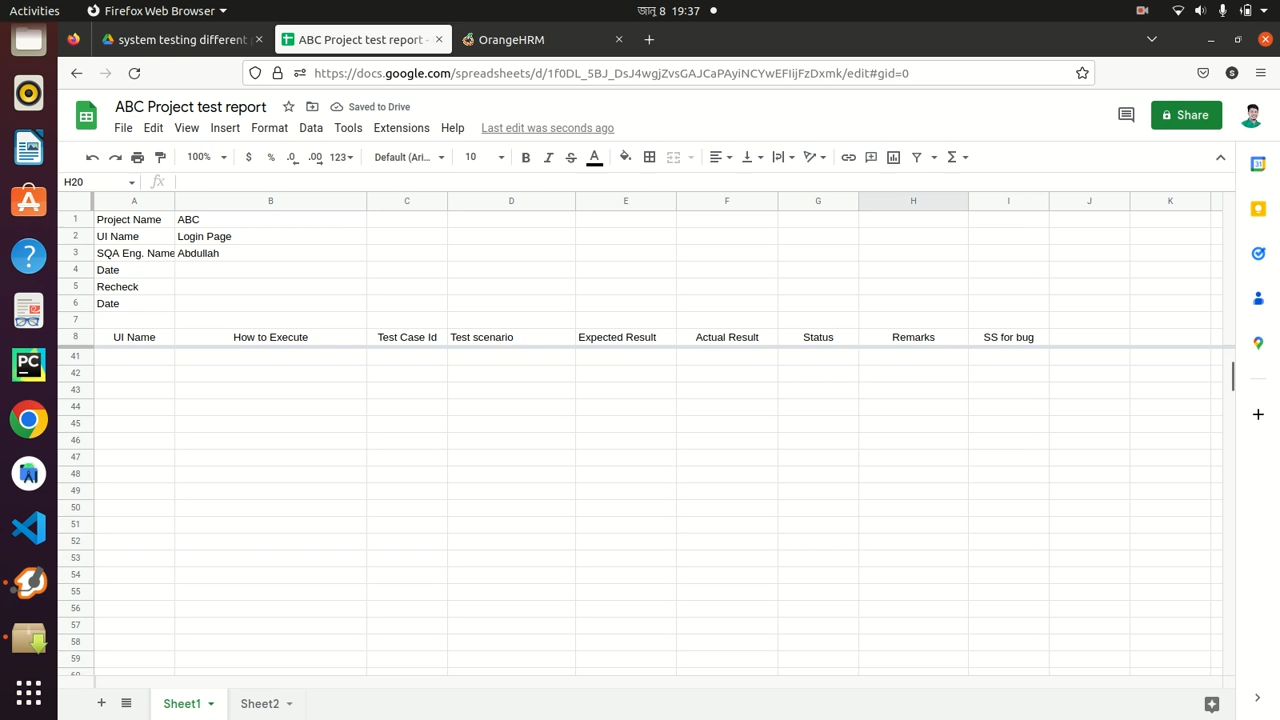 Activities
Firefox Web Browser
জানু 8 19:37
system testing different
ABC Project test report -
OrangeHRM
https://docs.google.com/spreadsheets/d/1f0DL_5BJ_DsJ4wgjZvsGAJCaPAyiNCYwEFIijFzDxmk/edit#gid=0
ABC Project test report
Saved to Drive
File Edit View Insert Format Data Tools Extensions Help Last edit was seconds ago
Share
100% $ % .0 .00 123 Default (Ari... 10 B I S A
H20 fx
A B C D E F G H I J K
1 Project Name ABC
2 UI Name Login Page
3 SQA Eng. Name Abdullah
4 Date
5 Recheck
6 Date
7
8 UI Name How to Execute Test Case Id Test scenario Expected Result Actual Result Status Remarks SS for bug
41
42
43
44
45
46
47
48
49
50
51
52
53
54
55
56
57
58
59
60
Sheet1 Sheet2